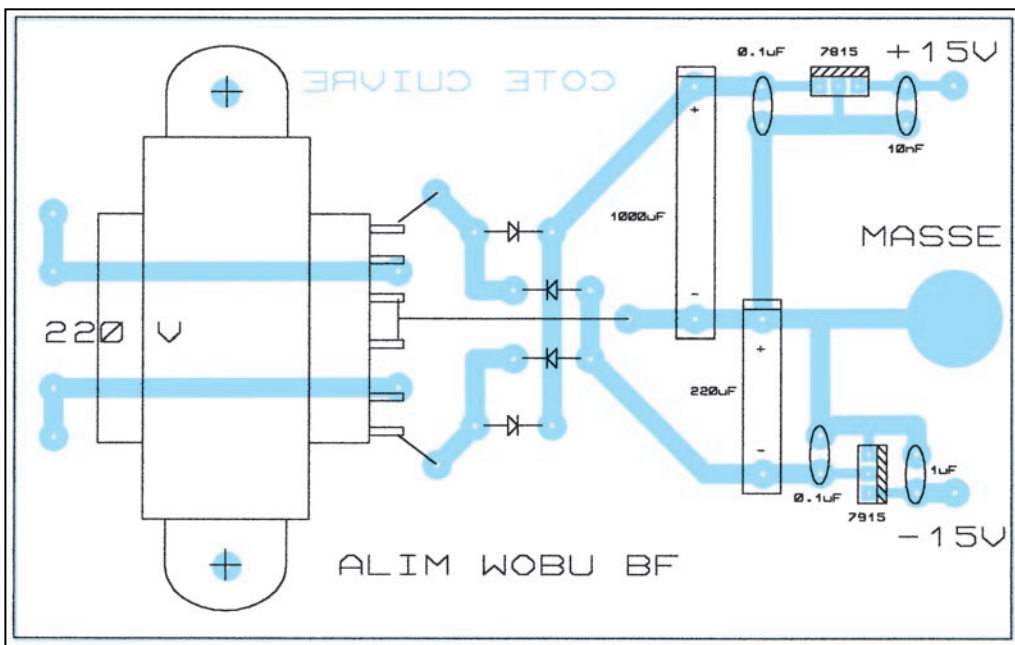 COTE CUIVRE
0.1uF
7815
+15V
+
10nF
1000uF
MASSE
-
220 V
+
220uF
-
1uF
0.1uF
7915
-15V
ALIM WOBU BF